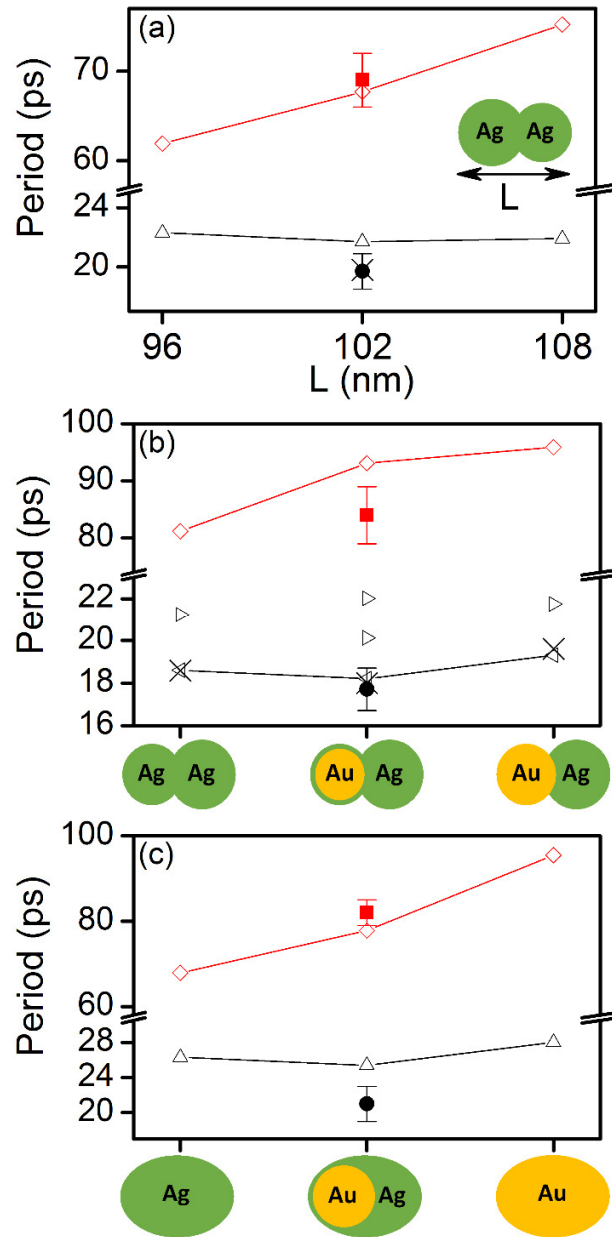 (a)
Period (ps)
70
60
24
20
Ag Ag
L
96 102 108
L (nm)
(b)
Period (ps)
100
90
80
22
20
18
16
Ag Ag Au Ag Au Ag
(c)
Period (ps)
100
80
60
28
24
20
Ag Au Ag Au